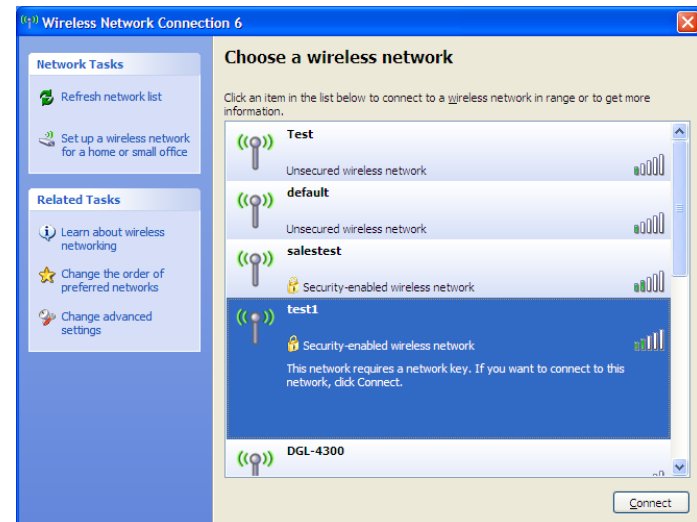 Wireless Network Connection 6
Network Tasks
Refresh network list
Set up a wireless network
for a home or small office
Related Tasks
Learn about wireless
networking
Change the order of
preferred networks
Change advanced
settings
Choose a wireless network
Click an item in the list below to connect to a wireless network in range or to get more
information.
Test
Unsecured wireless network
default
Unsecured wireless network
salestest
Security-enabled wireless network
test1
Security-enabled wireless network
This network requires a network key. If you want to connect to this
network, click Connect.
DGL-4300
Connect